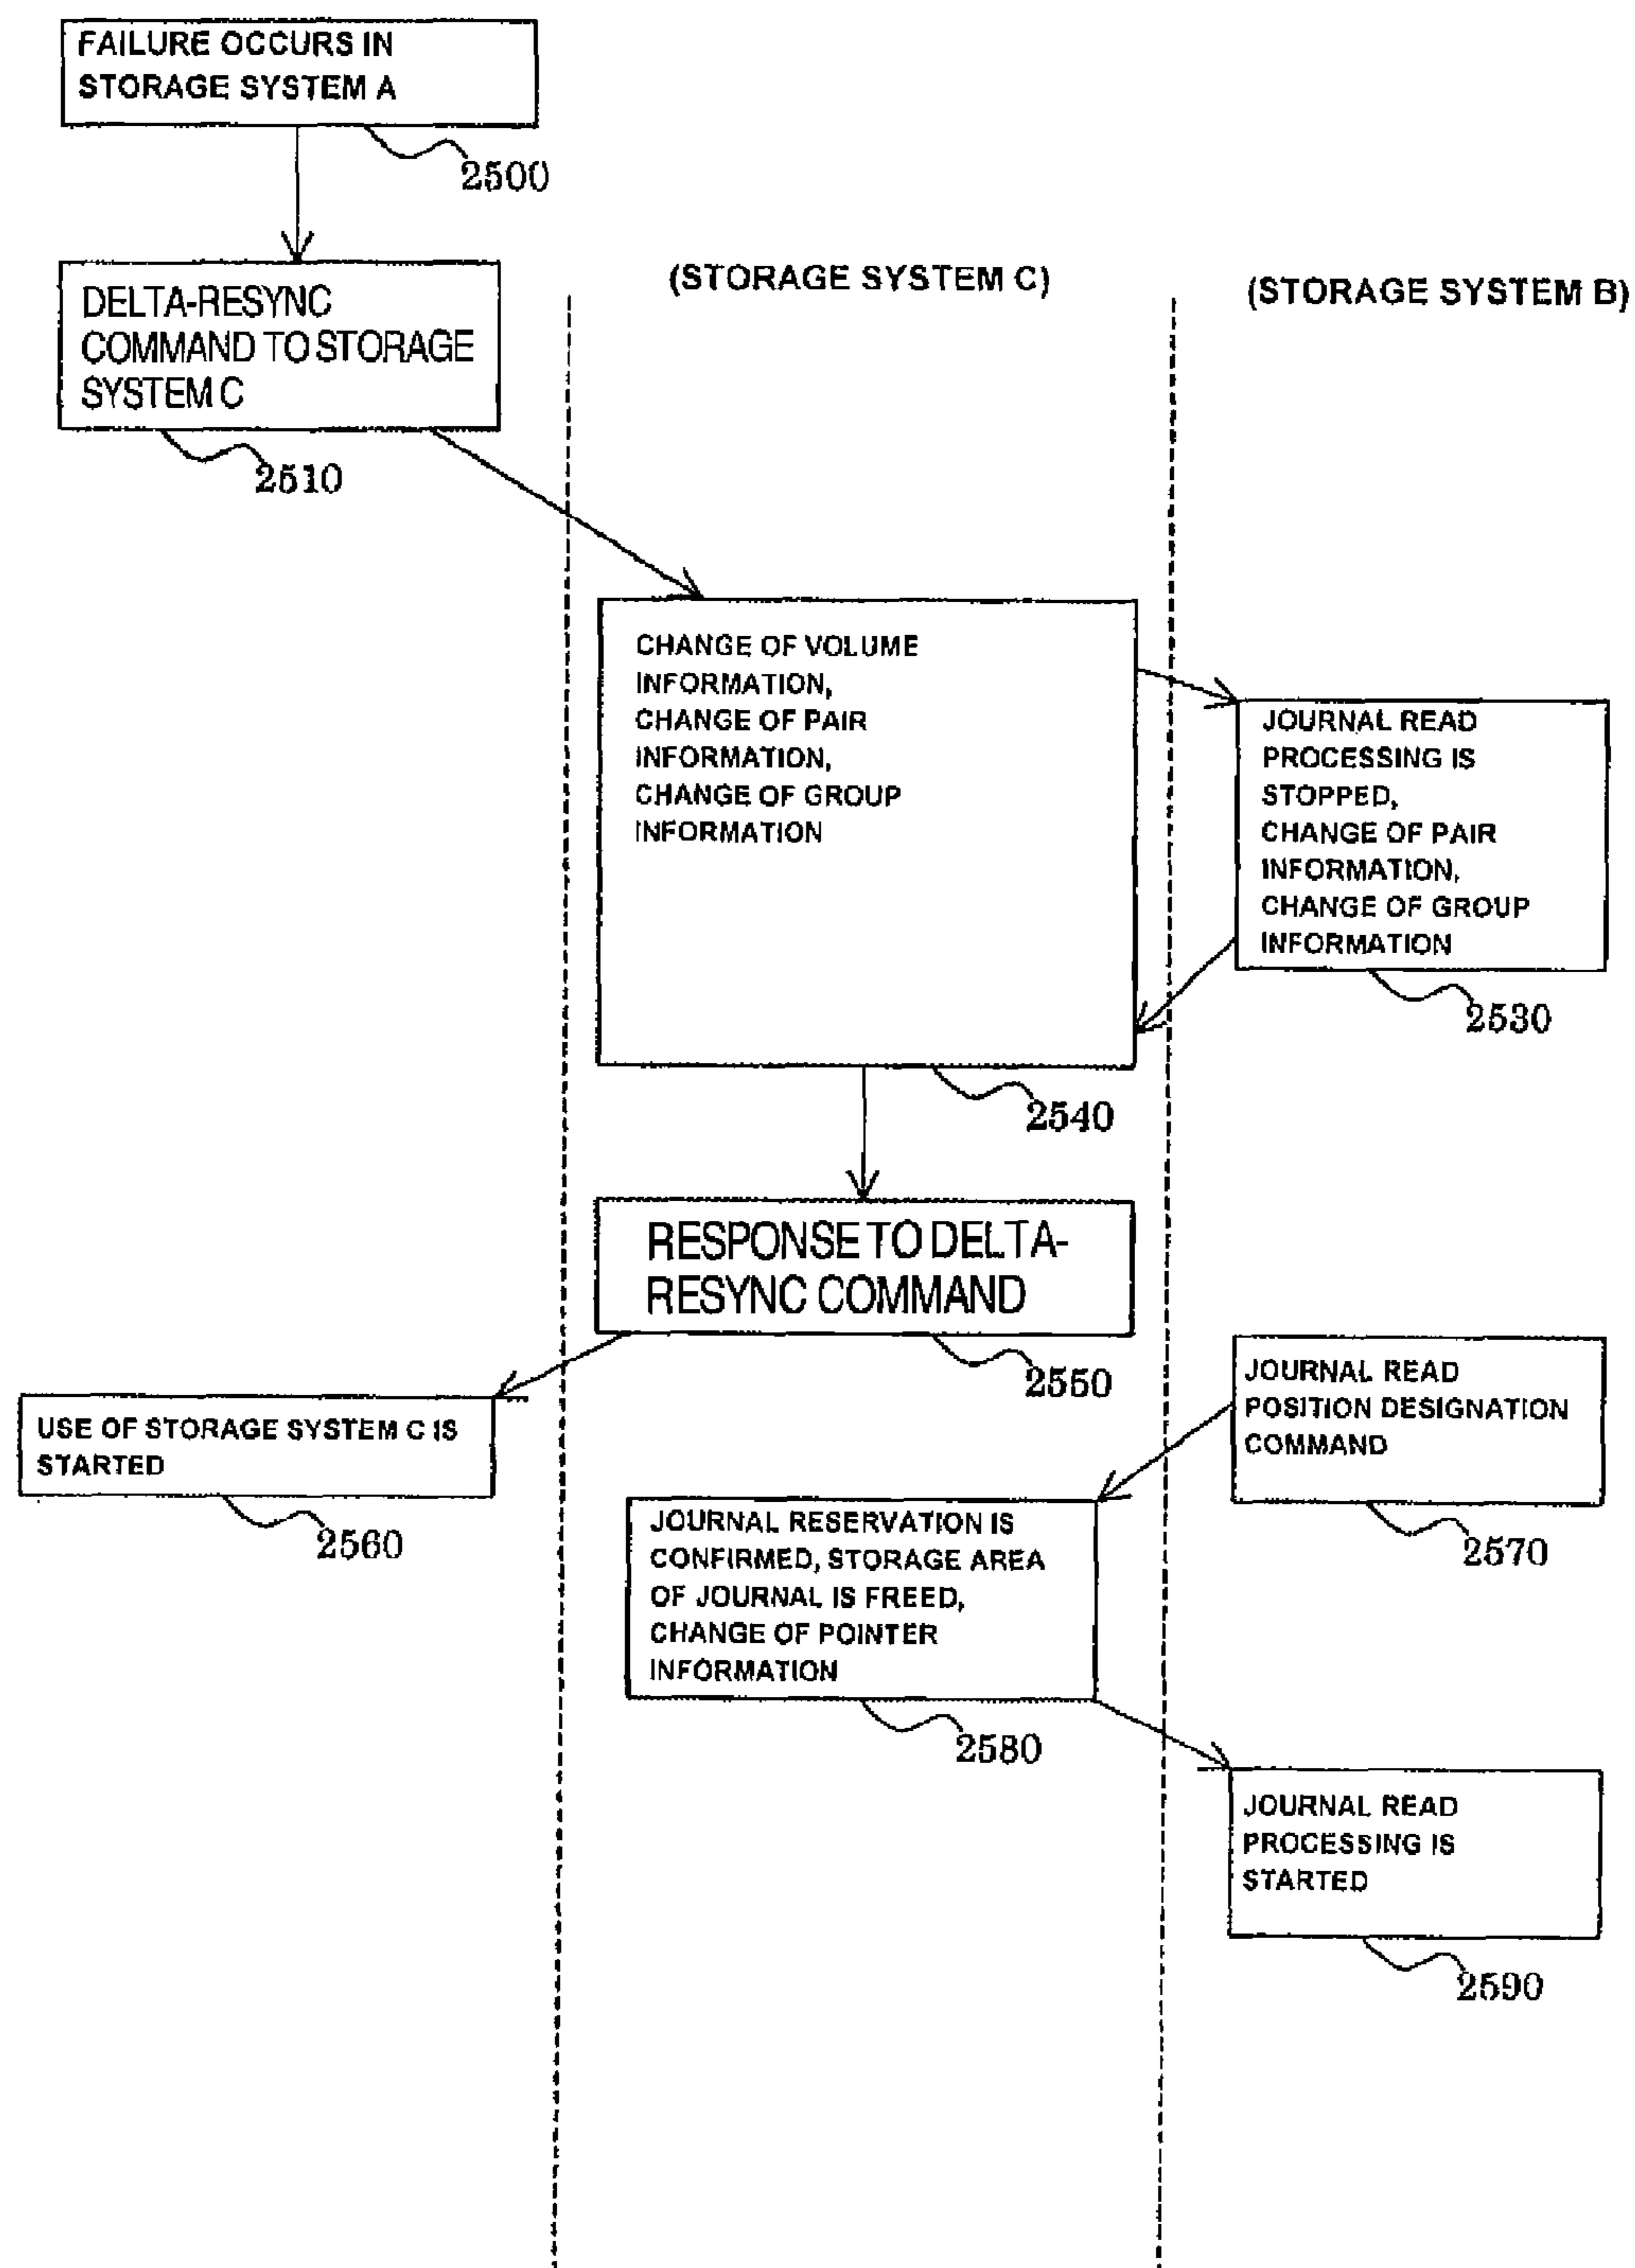 FAILURE OCCURS IN
STORAGE SYSTEM A
2500
DELTA-RESYNC
COMMAND TO STORAGE
SYSTEM C
2510
(STORAGE SYSTEM C)
(STORAGE SYSTEM B)
CHANGE OF VOLUME
INFORMATION,
CHANGE OF PAIR
INFORMATION,
CHANGE OF GROUP
INFORMATION
2540
JOURNAL READ
PROCESSING IS
STOPPED,
CHANGE OF PAIR
INFORMATION,
CHANGE OF GROUP
INFORMATION
2530
RESPONSE TO DELTA-
RESYNC COMMAND
2550
USE OF STORAGE SYSTEM C IS
STARTED
2560
JOURNAL READ
POSITION DESIGNATION
COMMAND
2570
JOURNAL RESERVATION IS
CONFIRMED, STORAGE AREA
OF JOURNAL IS FREED,
CHANGE OF POINTER
INFORMATION
2580
JOURNAL READ
PROCESSING IS
STARTED
2590